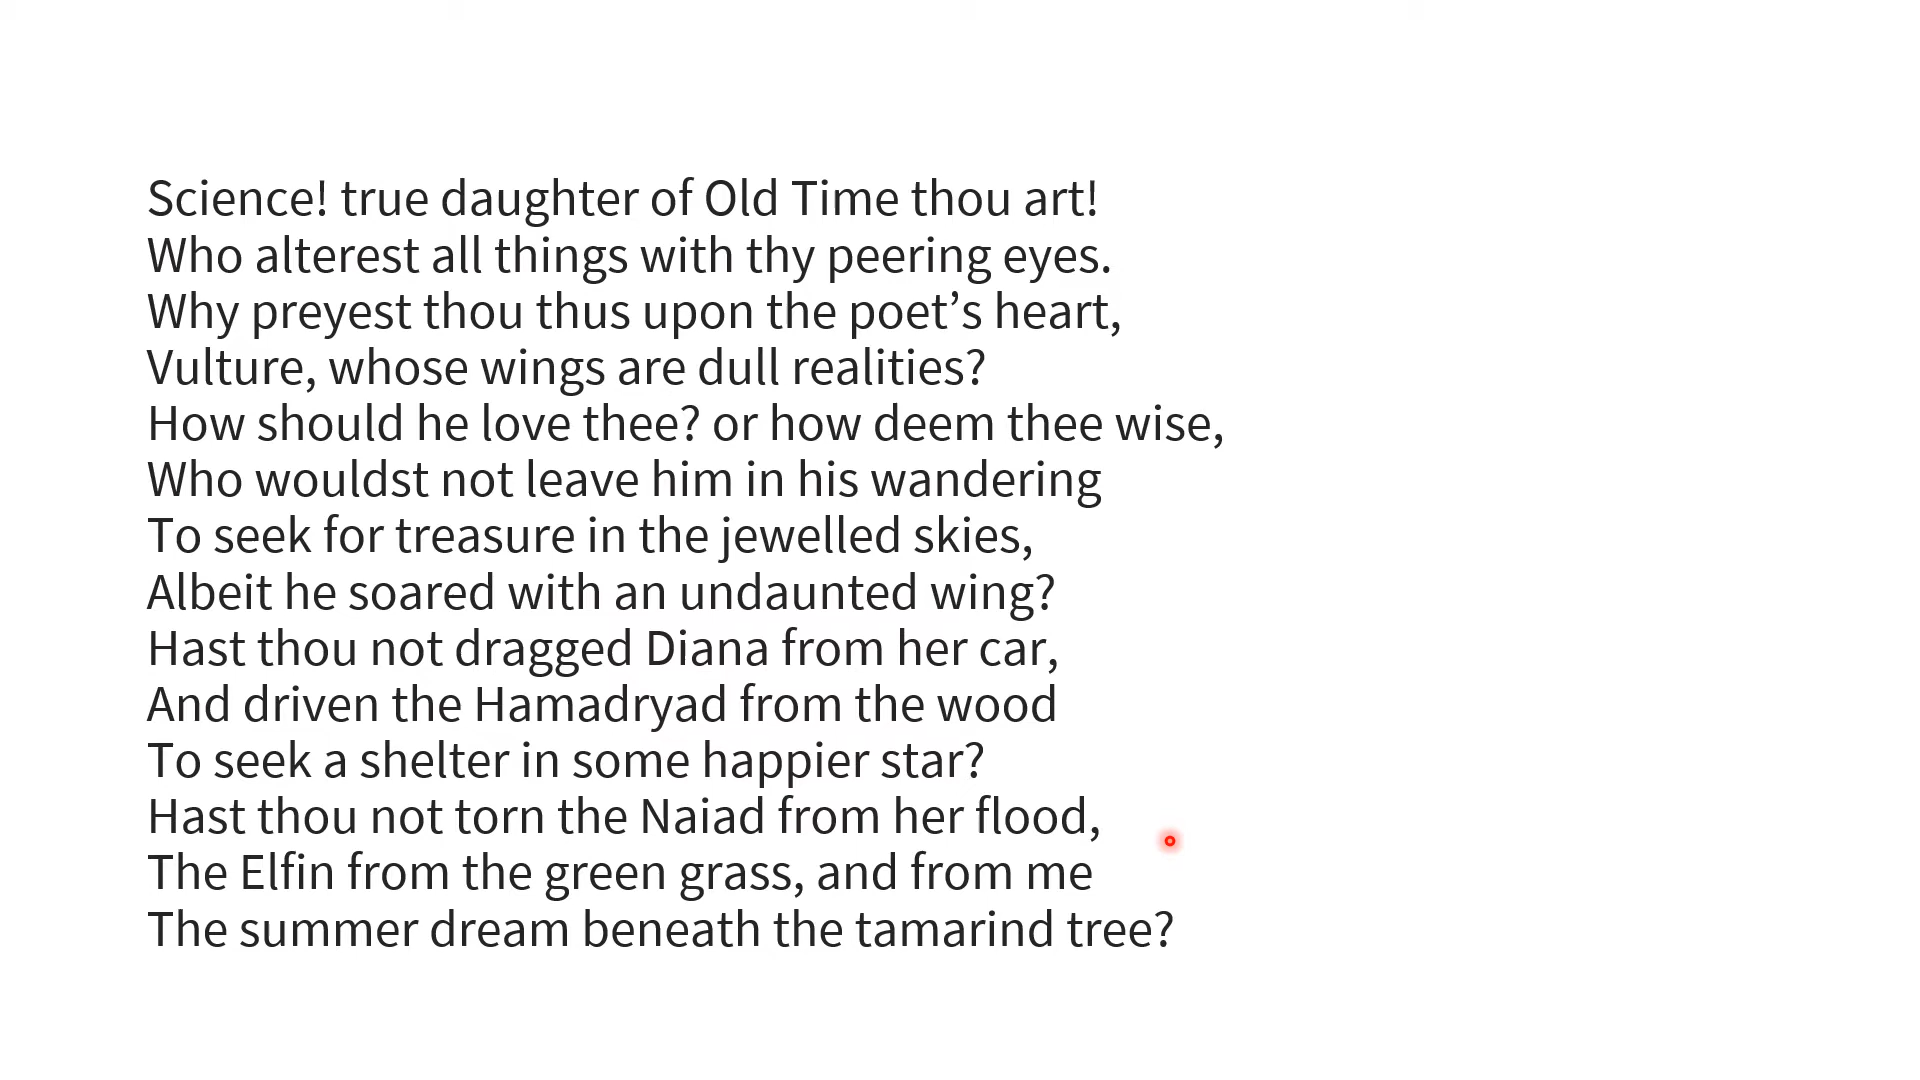 Science! true daughter of Old Time thou art!
Who alterest all things with thy peering eyes.
Why preyest thou thus upon the poet’s heart,
Vulture, whose wings are dull realities?
How should he love thee? or how deem thee wise,
Who wouldst not leave him in his wandering
To seek for treasure in the jewelled skies,
Albeit he soared with an undaunted wing?
Hast thou not dragged Diana from her car,
And driven the Hamadryad from the wood
To seek a shelter in some happier star?
Hast thou not torn the Naiad from her flood,
The Elfin from the green grass, and from me
The summer dream beneath the tamarind tree?